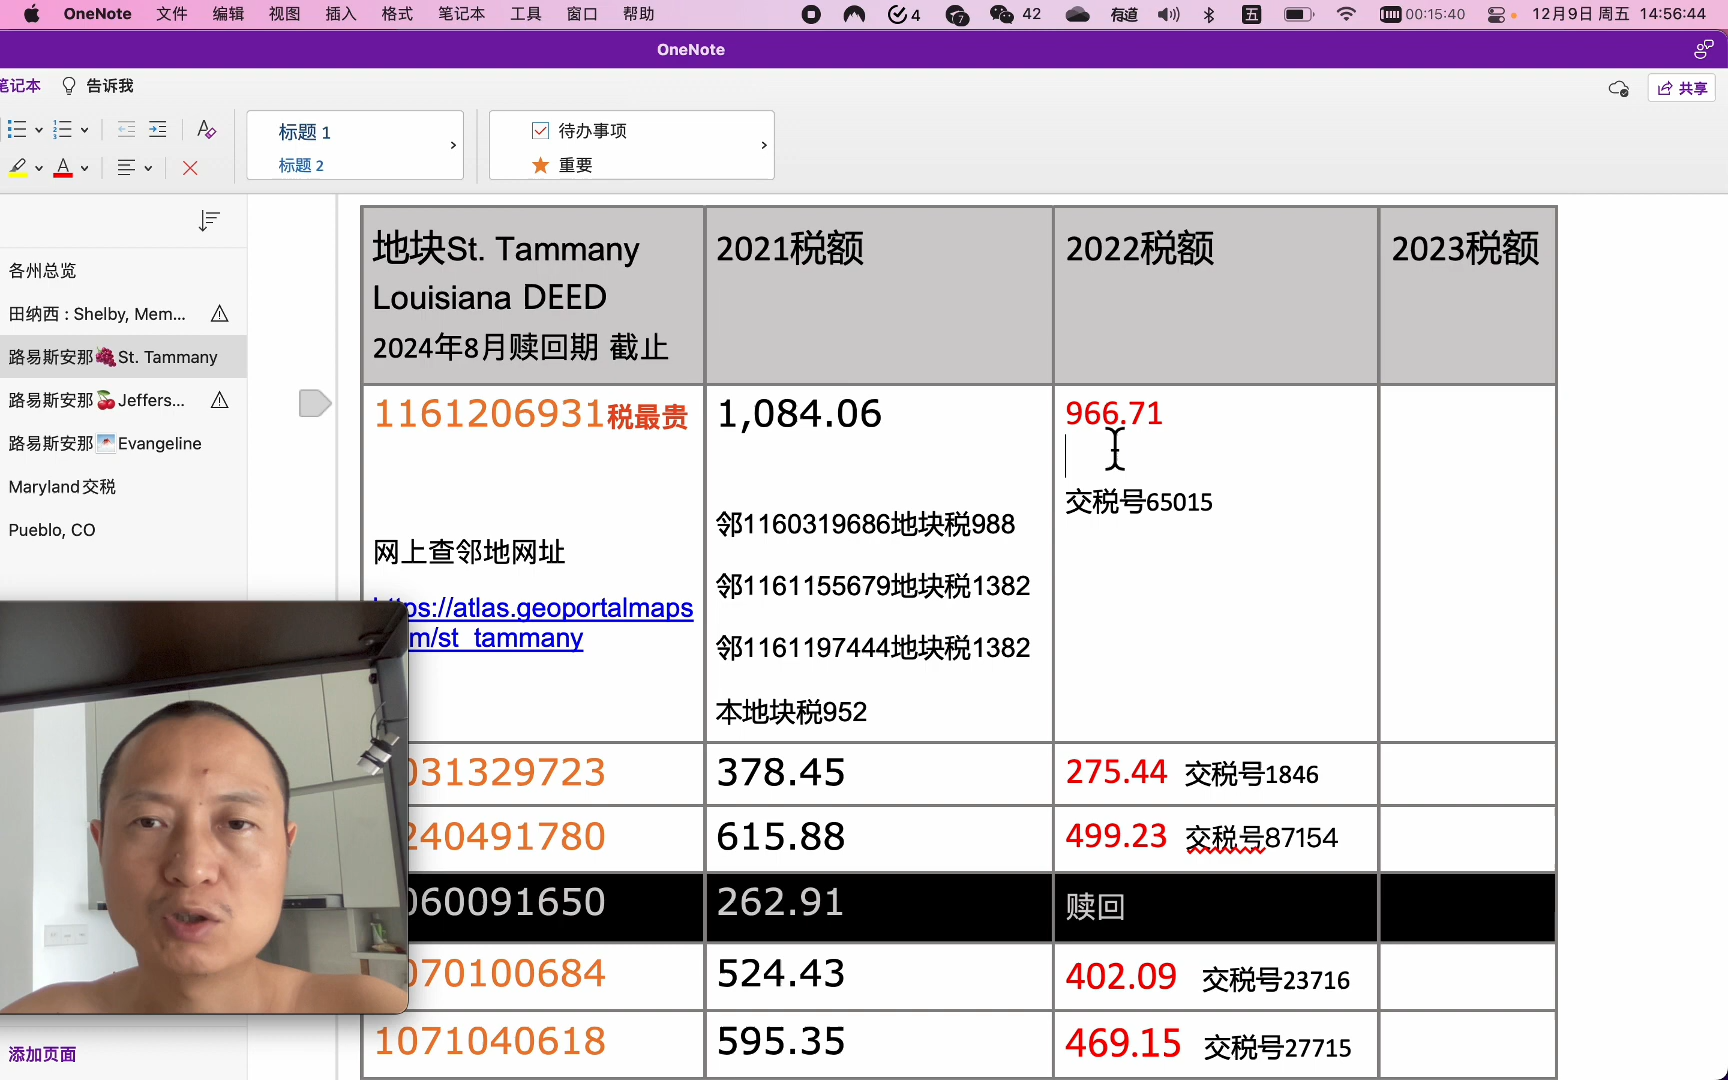 OneNote 文件 编辑 视图 插入 格式 笔记本 工具 窗口 帮助
4 7 42 有道 五 00:15:40 12月9日 周五 14:56:44
OneNote
笔记本 告诉我
共享
标题 1
标题 2
待办事项
重要
A
各州总览
田纳西 : Shelby, Mem...
路易斯安那🍇St. Tammany
路易斯安那🍒Jeffers...
路易斯安那Evangeline
Maryland交税
Pueblo, CO
添加页面
地块St. Tammany
Louisiana DEED
2024年8月赎回期 截止
2021税额
2022税额
2023税额
1161206931税最贵
网上查邻地网址
ps://atlas.geoportalmaps
m/st_tammany
1,084.06
邻1160319686地块税988
邻1161155679地块税1382
邻1161197444地块税1382
本地块税952
966.71
交税号65015
031329723
378.45
275.44 交税号1846
240491780
615.88
499.23 交税号87154
060091650
262.91
赎回
070100684
524.43
402.09 交税号23716
1071040618
595.35
469.15 交税号27715